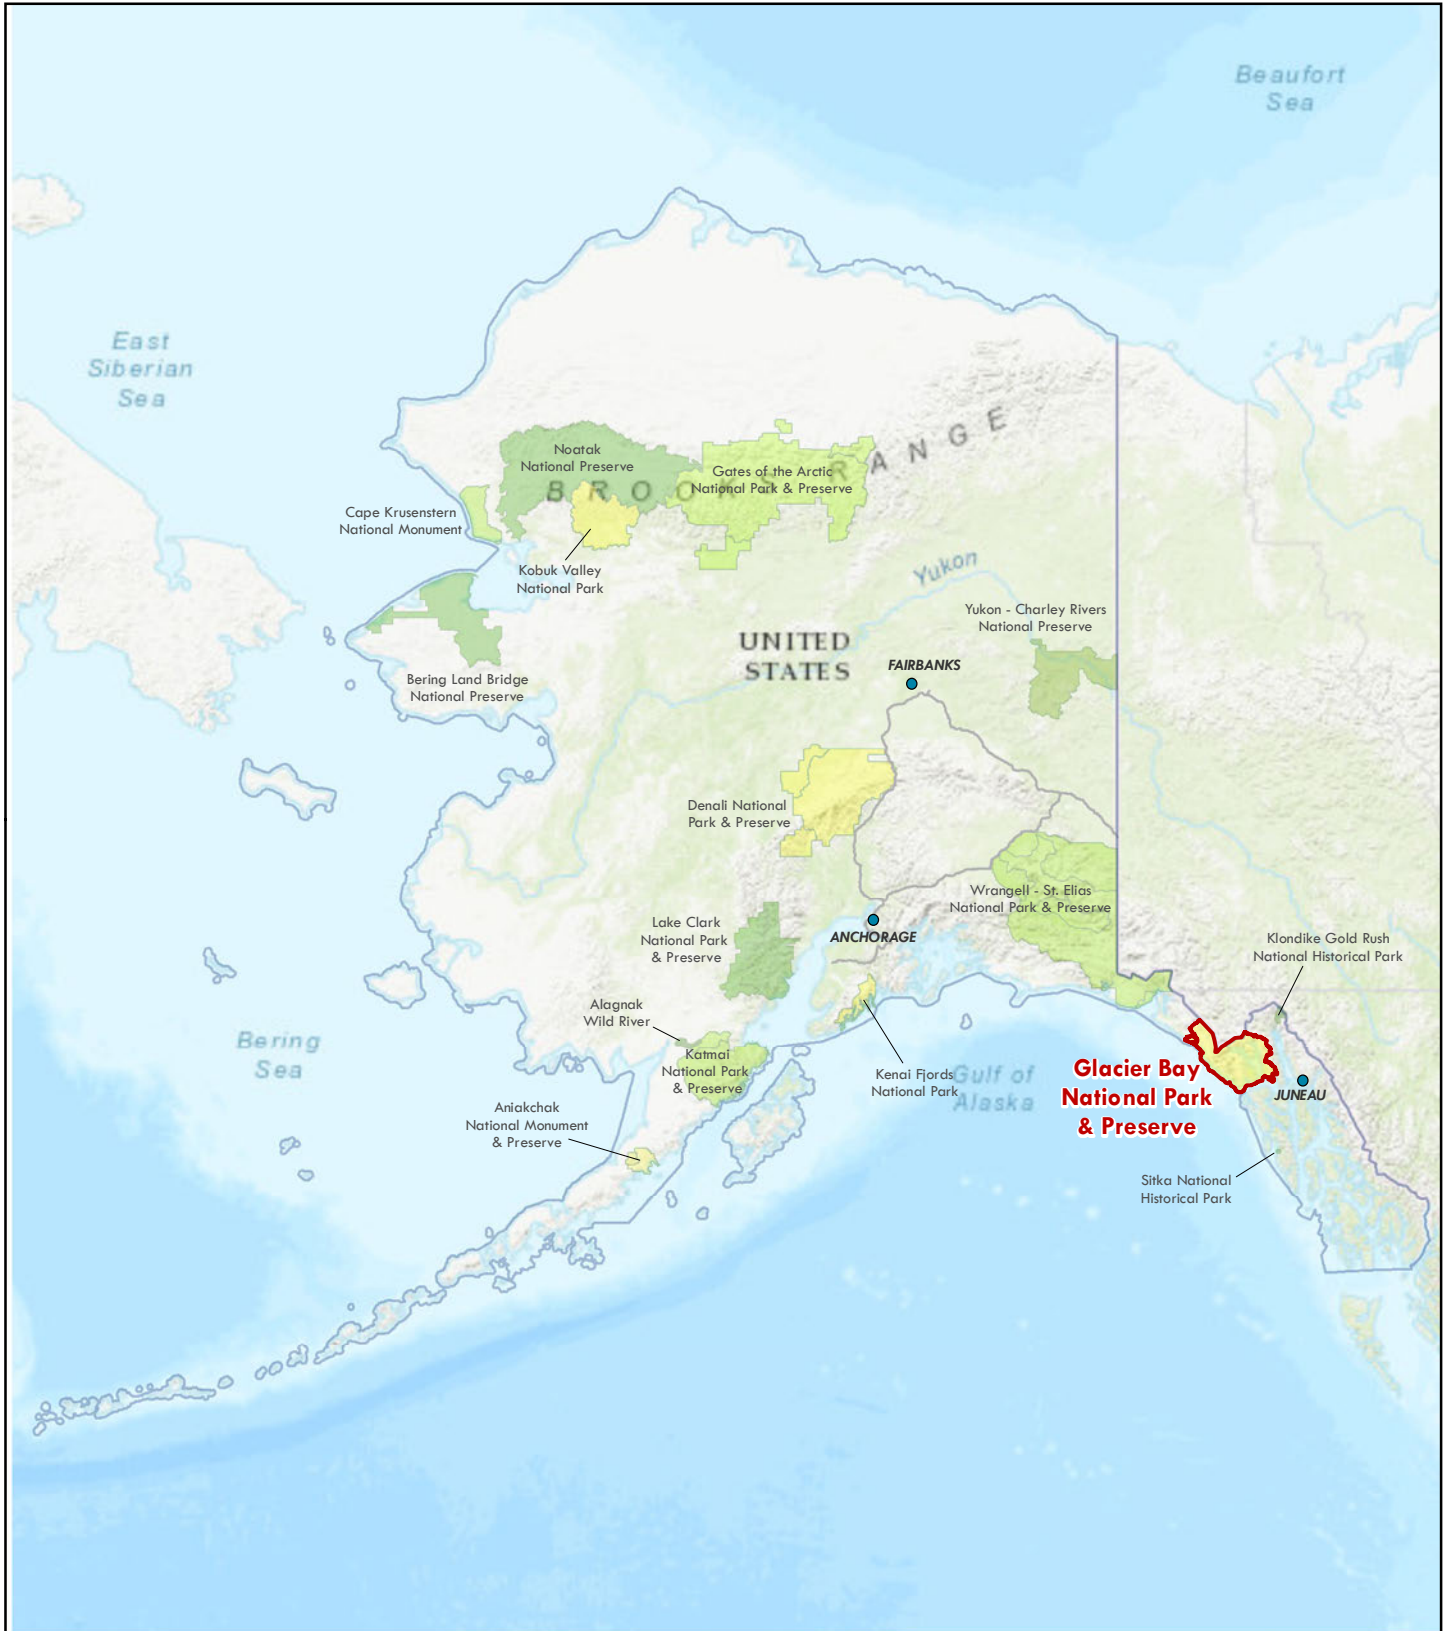 Beaufort
Sea
East
Siberian
Sea
BROOKS RANGE
Noatak
National Preserve
Gates of the Arctic
National Park & Preserve
Cape Krusenstern
National Monument
Kobuk Valley
National Park
Yukon
Yukon - Charley Rivers
National Preserve
UNITED
STATES
FAIRBANKS
Bering Land Bridge
National Preserve
Denali National
Park & Preserve
Wrangell - St. Elias
National Park & Preserve
Lake Clark
National Park
& Preserve
ANCHORAGE
Klondike Gold Rush
National Historical Park
Alagnak
Wild River
Bering
Sea
Katmai
National Park
& Preserve
Kenai Fjords
National Park
Gulf of
Alaska
Glacier Bay
National Park
& Preserve
JUNEAU
Aniakchak
National Monument
& Preserve
Sitka National
Historical Park